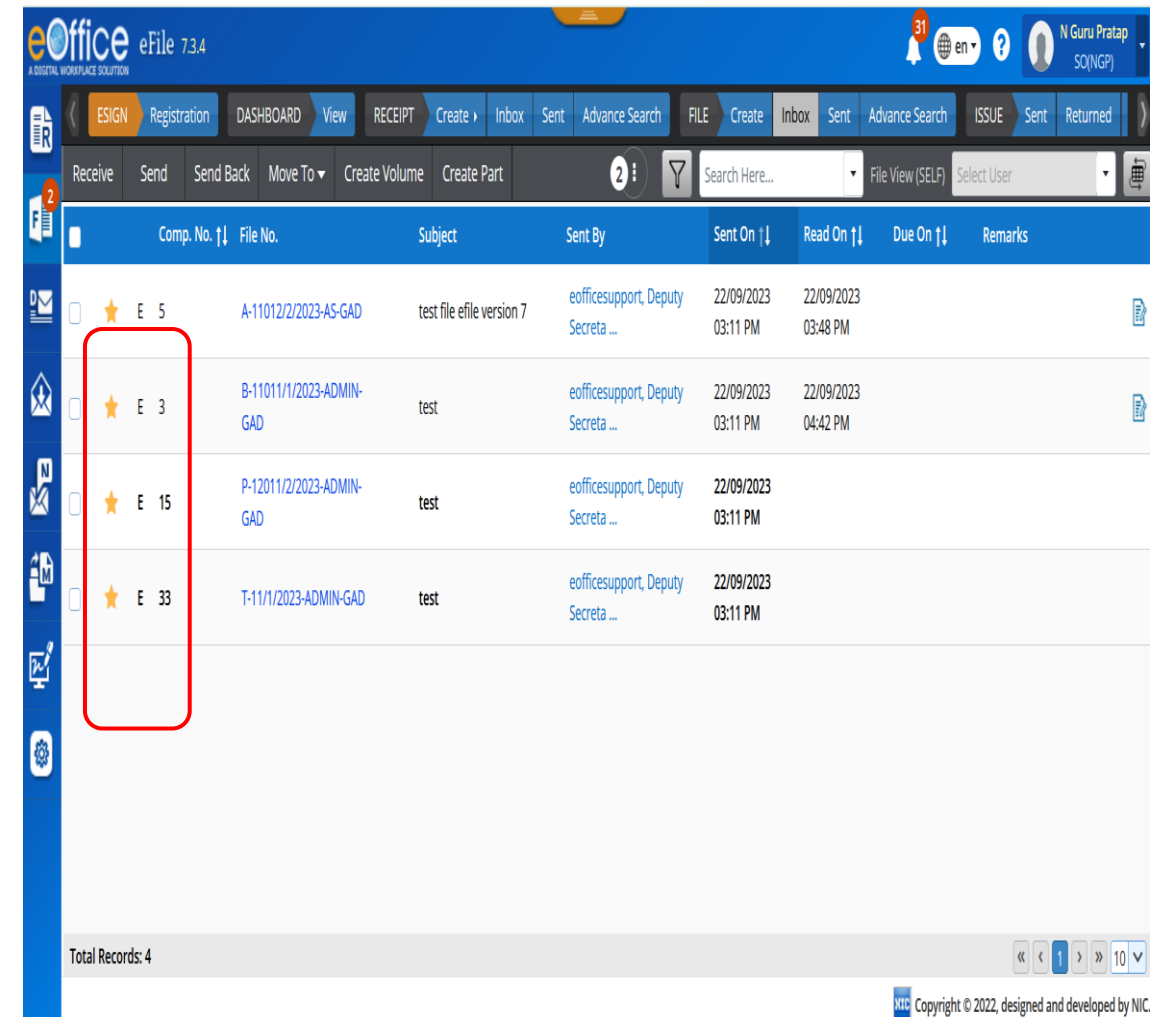 eOffice eFile 7.3.4
A DIGITAL WORKPLACE SOLUTION
31
en
?
N Guru Pratap
SO(NGP)
ESIGN Registration DASHBOARD View RECEIPT Create Inbox Sent Advance Search FILE Create Inbox Sent Advance Search ISSUE Sent Returned
Receive Send Send Back Move To Create Volume Create Part 2 Search Here... File View (SELF) Select User
R
2
F
D
N
M
Comp. No. File No. Subject Sent By Sent On Read On Due On Remarks
E 5 A-11012/2/2023-AS-GAD test file efile version 7 eofficesupport, Deputy 22/09/2023 22/09/2023
Secreta ... 03:11 PM 03:48 PM
B-11011/1/2023-ADMIN- eofficesupport, Deputy 22/09/2023 22/09/2023
E 3 test
GAD Secreta ... 03:11 PM 04:42 PM
P-12011/2/2023-ADMIN- eofficesupport, Deputy 22/09/2023
E 15 test
GAD Secreta ... 03:11 PM
E 33 T-11/1/2023-ADMIN-GAD test eofficesupport, Deputy 22/09/2023
Secreta ... 03:11 PM
Total Records: 4
« ‹ 1 › » 10
NIC Copyright © 2022, designed and developed by NIC.